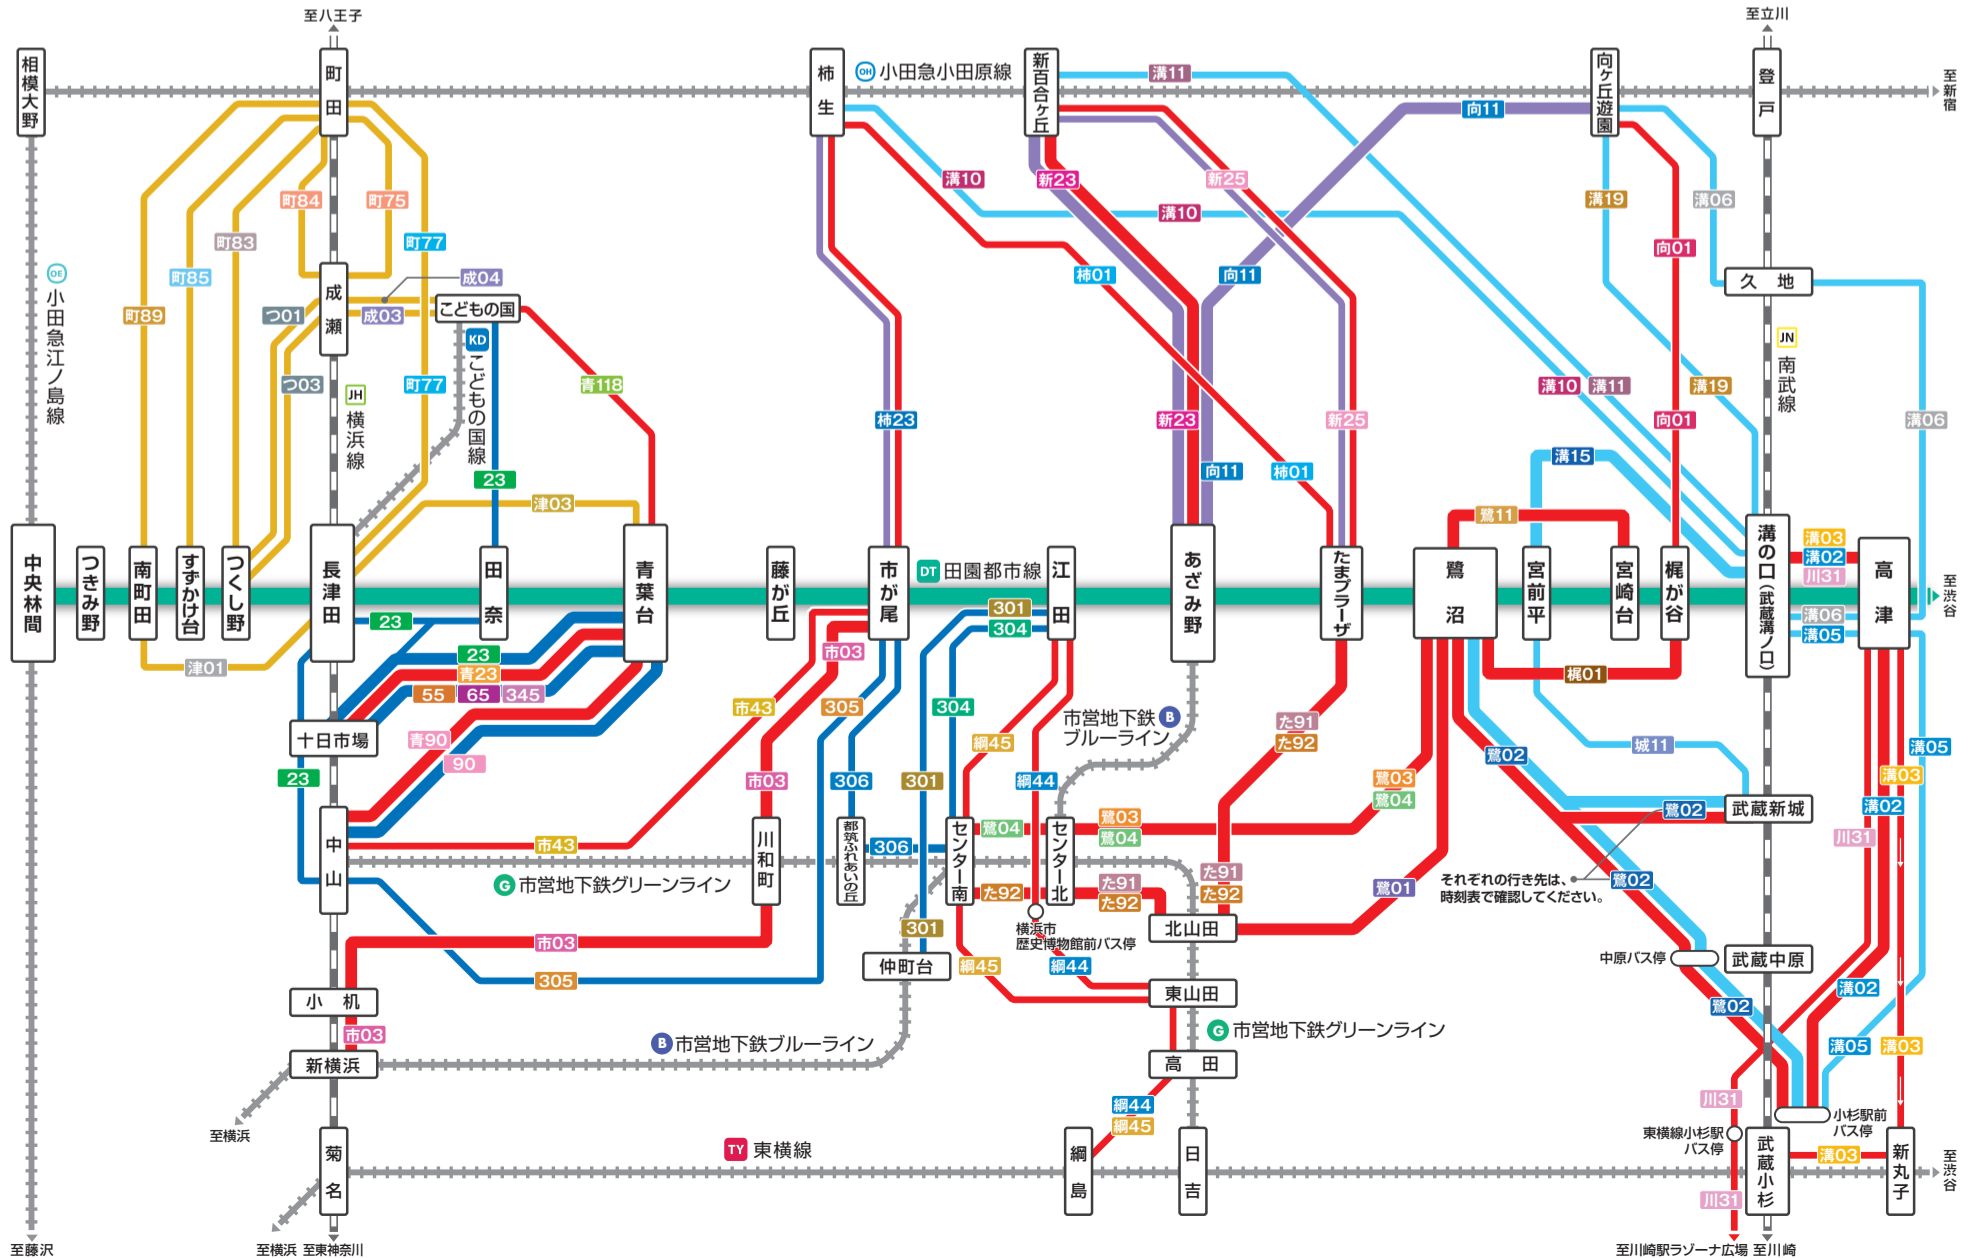 至八王子
至立川
相模大野
町田
柿生
OH 小田急小田原線
新百合ヶ丘
溝11
向11
向ヶ丘遊園
登戸
至新宿
町84
町75
町83
町77
町85
町89
溝10
新23
新25
溝10
溝19
溝06
向01
OE
小田急江ノ島線
成瀬
成04
成03
つ01
つ03
こどもの国
KD
こどもの国線
柿01
向11
久地
JN
南武線
JH
横浜線
町77
青118
柿23
新23
新25
溝10
溝11
溝19
向01
溝06
23
津03
向11
柿01
溝15
鷺11
中央林間
つきみ野
南町田
すずかけ台
つくし野
長津田
田奈
青葉台
藤が丘
市が尾
DT 田園都市線
江田
あざみ野
たまプラーザ
鷺沼
宮前平
宮崎台
梶が谷
溝の口(武蔵溝ノ口)
溝03
溝02
川31
溝06
溝05
高津
至渋谷
津01
23
23
青23
55
65
345
301
304
市03
梶01
十日市場
青90
90
23
市43
305
304
綱45
市営地下鉄 B
ブルーライン
た91
た92
鷺02
城11
溝05
市03
306
301
綱44
鷺03
鷺04
溝03
溝02
中山
市43
川和町
都筑ふれあいの丘
306
センター南
鷺04
センター北
鷺03
鷺04
鷺02
武蔵新城
川31
G 市営地下鉄グリーンライン
た92
た91
た92
た91
た92
鷺01
それぞれの行き先は、
時刻表で確認してください。
鷺02
横浜市
歴史博物館前バス停
301
北山田
市03
仲町台
綱45
綱44
中原バス停
武蔵中原
305
東山田
溝02
小机
鷺02
市03
B 市営地下鉄ブルーライン
G 市営地下鉄グリーンライン
溝05
溝03
新横浜
高田
至横浜
綱44
綱45
川31
小杉駅前
バス停
東横線小杉駅
バス停
菊名
TY 東横線
綱島
日吉
武蔵小杉
溝03
新丸子
至渋谷
川31
至藤沢
至横浜
至東神奈川
至川崎駅ラゾーナ広場
至川崎